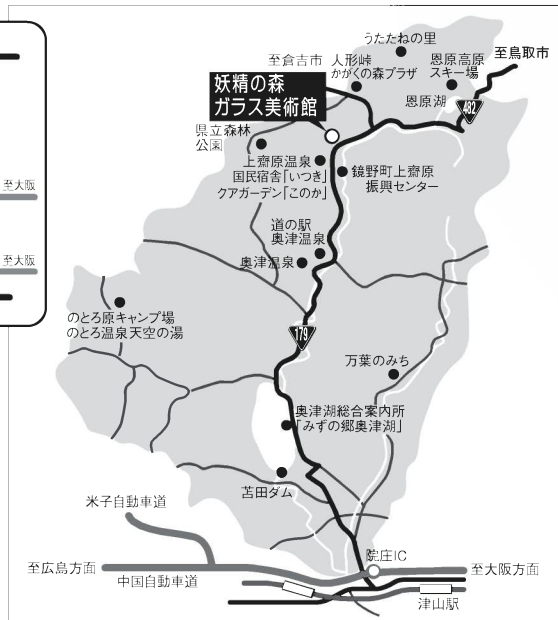 うたたねの里
至倉吉市
人形峠
かがくの森プラザ
恩原高原
スキー場
至鳥取市
恩原湖
482
妖精の森
ガラス美術館
県立森林
公園
上齋原温泉
国民宿舎「いつき」
クアガーデン「このか」
鏡野町上齋原
振興センター
至大阪
至大阪
道の駅
奥津温泉
奥津温泉
のとろ原キャンプ場
のとろ温泉天空の湯
179
万葉のみち
奥津湖総合案内所
「みずの郷奥津湖」
苫田ダム
米子自動車道
院庄IC
至広島方面
中国自動車道
至大阪方面
津山駅